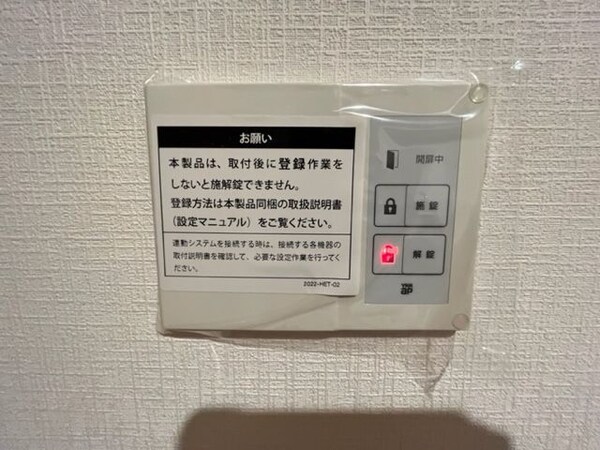 お願い
本製品は、取付後に登録作業を
しないと施解錠できません。
登録方法は本製品同梱の取扱説明書
(設定マニュアル)をご覧ください。
連動システムを接続する時は、接続する各機器の
取付説明書を確認して、必要な設定作業を行ってく
ださい。
2022-HET-02
開扉中
施錠
解錠
YKK
ap